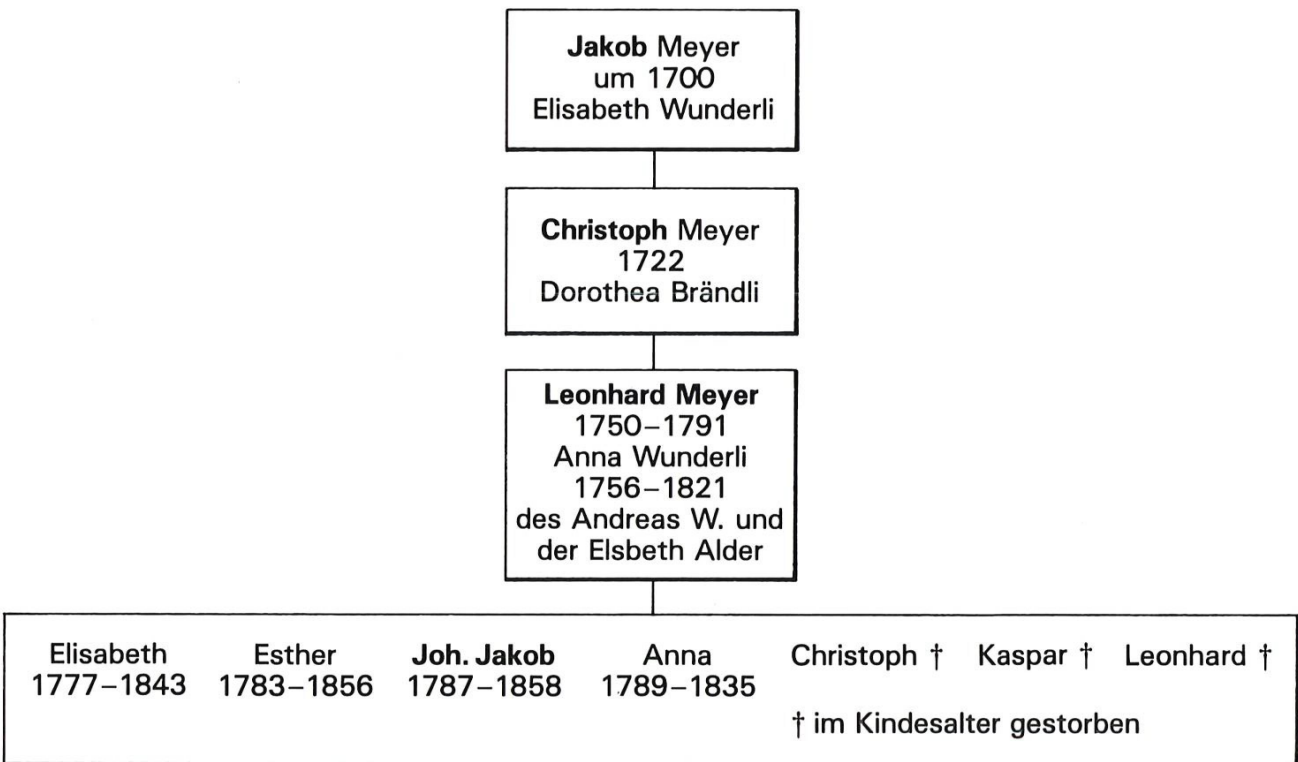 Jakob Meyer
um 1700
Elisabeth Wunderli
Christoph Meyer
1722
Dorothea Brändli
Leonhard Meyer
1750–1791
Anna Wunderli
1756–1821
des Andreas W. und
der Elsbeth Alder
Elisabeth Esther Joh. Jakob Anna Christoph † Kaspar † Leonhard †
1777–1843 1783–1856 1787–1858 1789–1835
† im Kindesalter gestorben